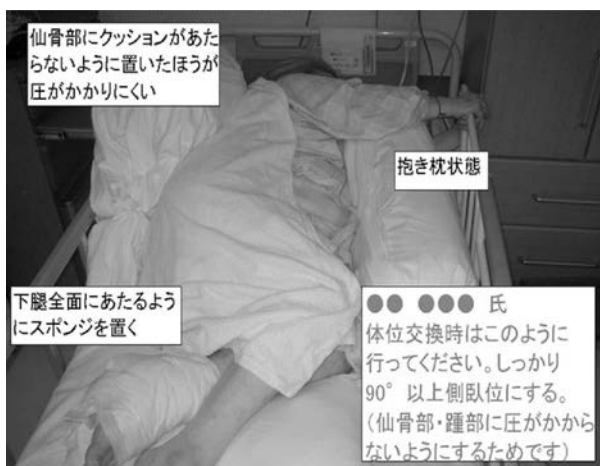 仙骨部にクッションがあた
らないように置いたほうが
圧がかかりにくい
抱き枕状態
下腿全面にあたるよう
にスポンジを置く
●● ●●● 氏
体位交換時はこのように
行ってください。しっかり
90°以上側臥位にする。
(仙骨部・踵部に圧がかから
ないようにするためです)